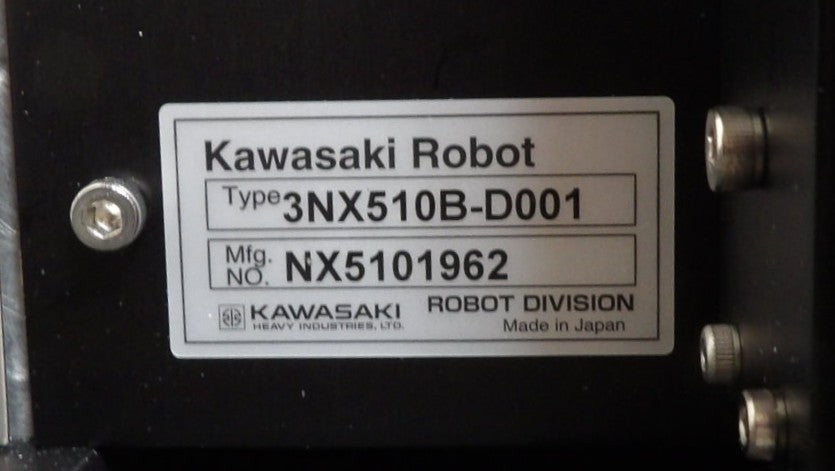 Kawasaki Robot
Type 3NX510B-D001
Mfg. NO. NX5101962
KAWASAKI HEAVY INDUSTRIES, LTD.
ROBOT DIVISION
Made in Japan